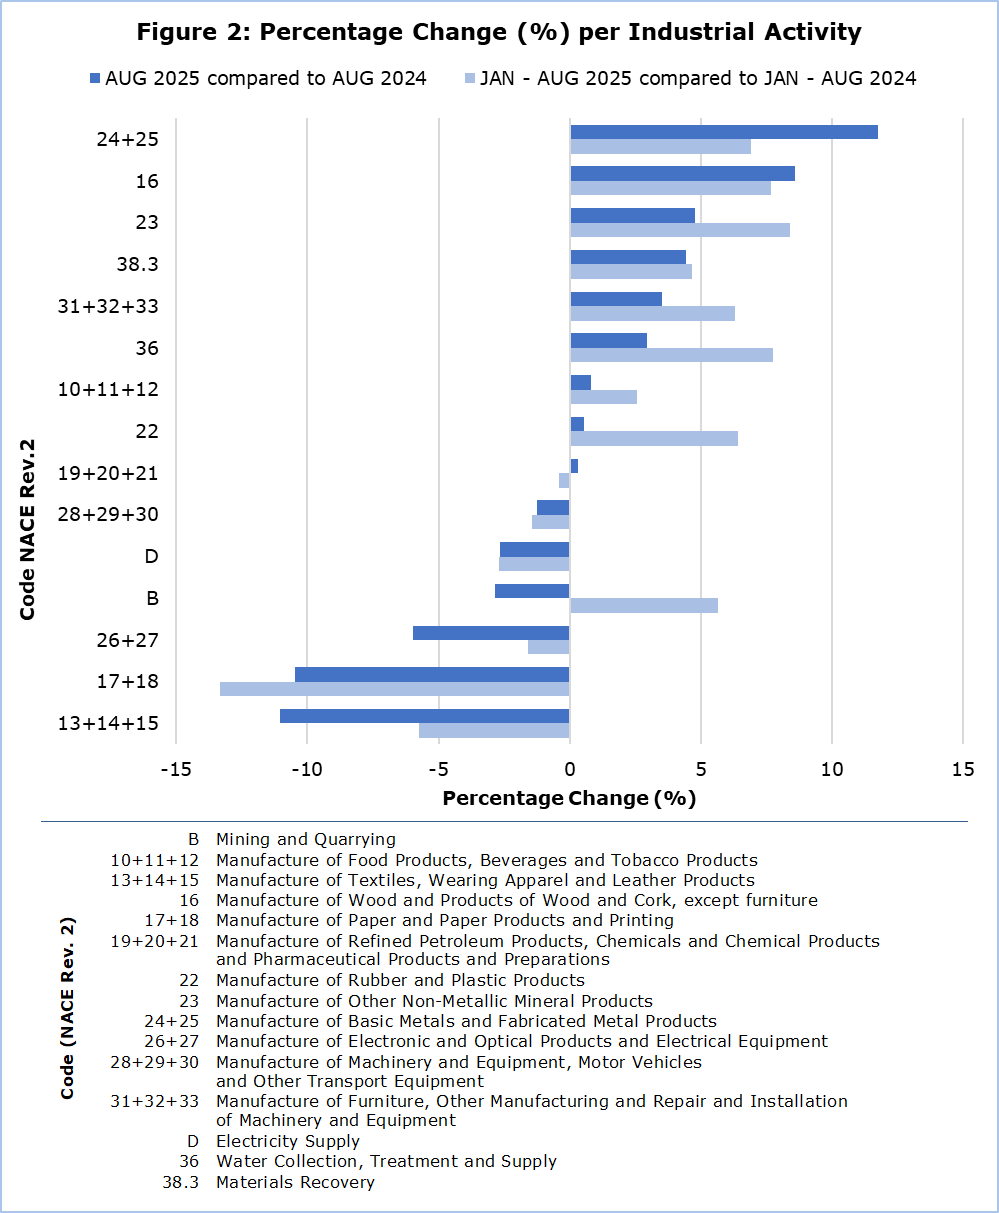 Figure 2: Percentage Change (%) per Industrial Activity
AUG 2025 compared to AUG 2024
JAN - AUG 2025 compared to JAN - AUG 2024
Code NACE Rev.2
24+25
16
23
38.3
31+32+33
36
10+11+12
22
19+20+21
28+29+30
D
B
26+27
17+18
13+14+15
-15 -10 -5 0 5 10 15
Percentage Change (%)
Code (NACE Rev. 2)
B Mining and Quarrying
10+11+12 Manufacture of Food Products, Beverages and Tobacco Products
13+14+15 Manufacture of Textiles, Wearing Apparel and Leather Products
16 Manufacture of Wood and Products of Wood and Cork, except furniture
17+18 Manufacture of Paper and Paper Products and Printing
19+20+21 Manufacture of Refined Petroleum Products, Chemicals and Chemical Products
and Pharmaceutical Products and Preparations
22 Manufacture of Rubber and Plastic Products
23 Manufacture of Other Non-Metallic Mineral Products
24+25 Manufacture of Basic Metals and Fabricated Metal Products
26+27 Manufacture of Electronic and Optical Products and Electrical Equipment
28+29+30 Manufacture of Machinery and Equipment, Motor Vehicles
and Other Transport Equipment
31+32+33 Manufacture of Furniture, Other Manufacturing and Repair and Installation
of Machinery and Equipment
D Electricity Supply
36 Water Collection, Treatment and Supply
38.3 Materials Recovery